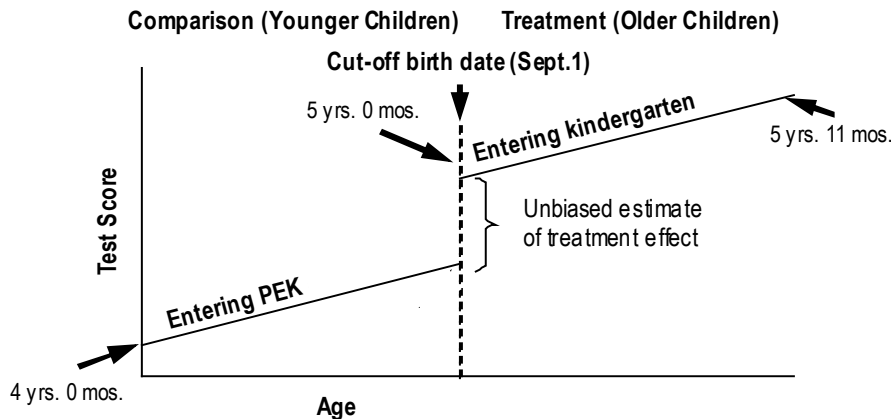 Comparison (Younger Children)
Treatment (Older Children)
Cut-off birth date (Sept.1)
5 yrs. 0 mos.
Entering kindergarten
5 yrs. 11 mos.
Test Score
Unbiased estimate
of treatment effect
Entering PEK
4 yrs. 0 mos.
Age